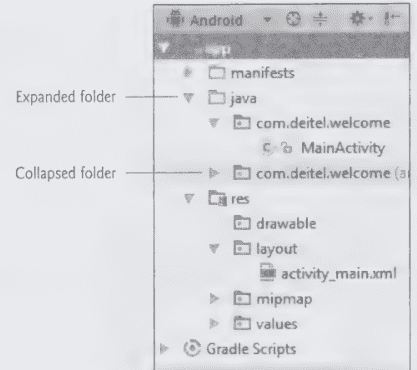 Android
app
manifests
Expanded folder java
com.deitel.welcome
MainActivity
Collapsed folder com.deitel.welcome (a
res
drawable
layout
activity_main.xml
mipmap
values
Gradle Scripts